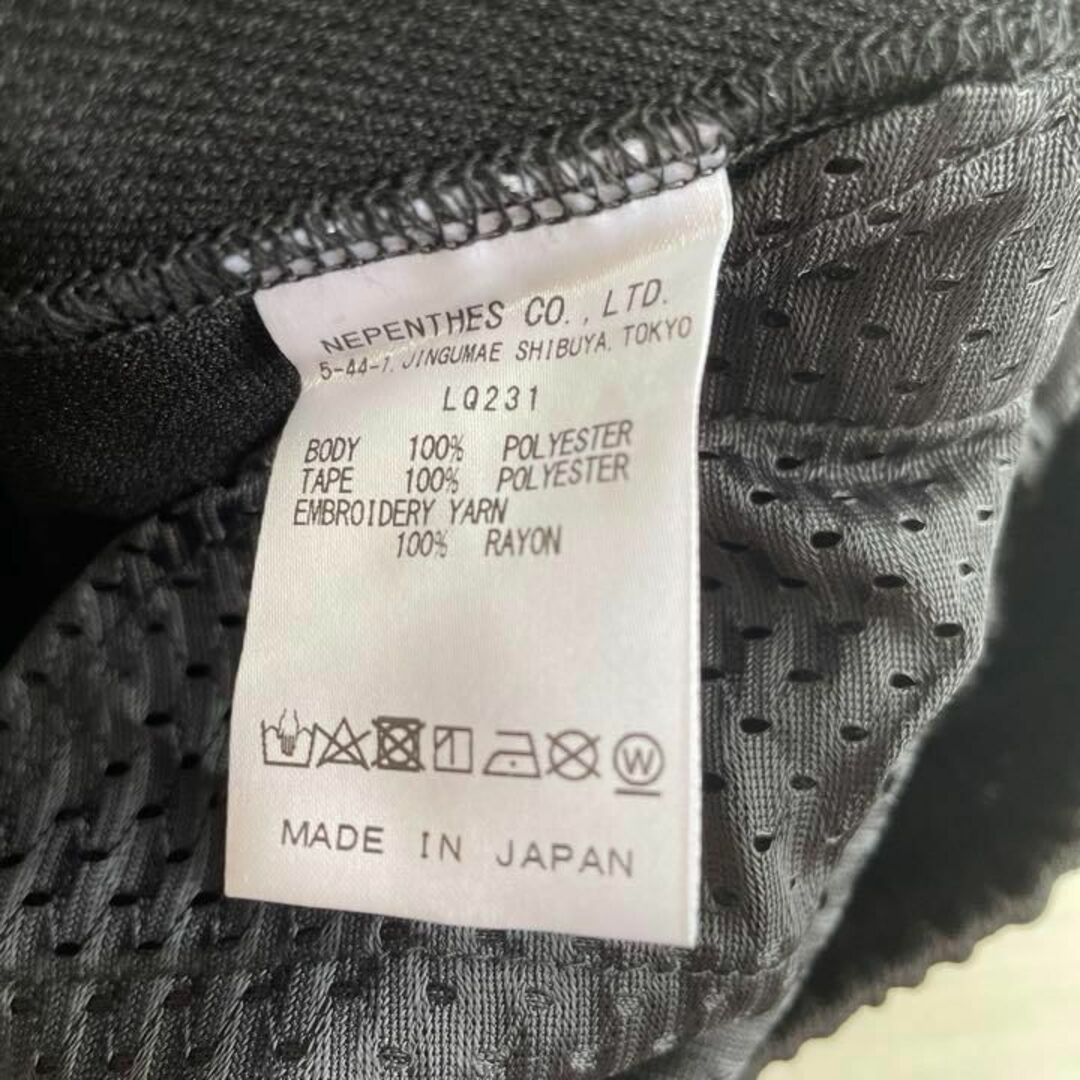 NEPENTHES CO., LTD.
5-44-7, JINGUMAE SHIBUYA, TOKYO
LQ231
BODY 100% POLYESTER
TAPE 100% POLYESTER
EMBROIDERY YARN
100% RAYON
W
MADE IN JAPAN